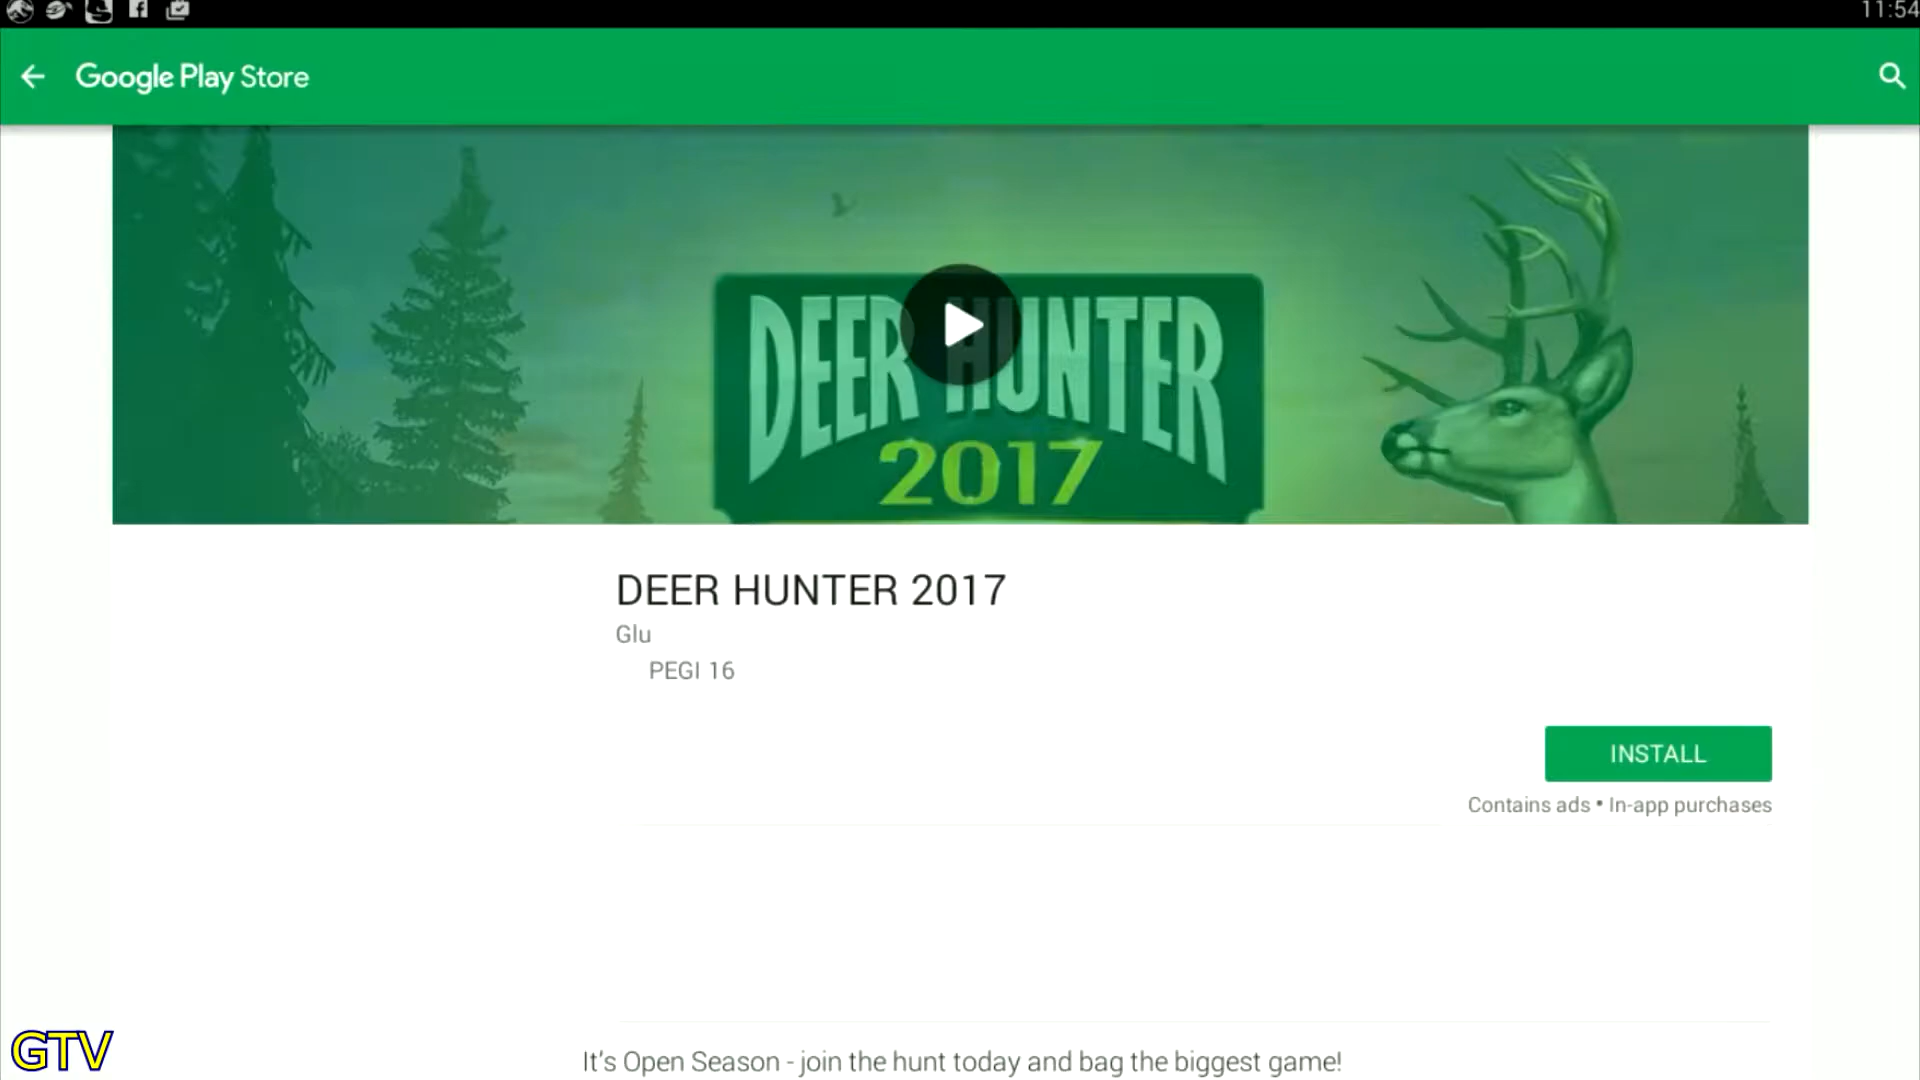 11:54
Google Play Store
DEER HUNTER
2017
DEER HUNTER 2017
Glu
PEGI 16
INSTALL
Contains ads • In-app purchases
It's Open Season - join the hunt today and bag the biggest game!
GTV